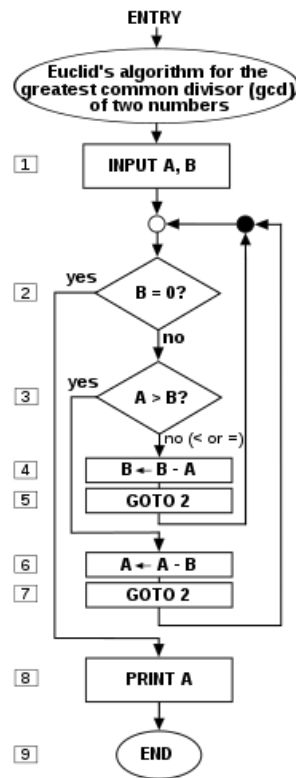 ENTRY
Euclid's algorithm for the
greatest common divisor (gcd)
of two numbers
1
INPUT A, B
yes
2
B = 0?
no
yes
3
A > B?
no (< or =)
4
B ← B - A
5
GOTO 2
6
A ← A - B
7
GOTO 2
8
PRINT A
9
END